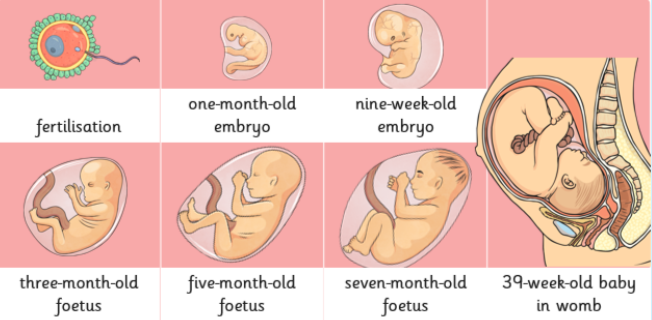 fertilisation
one-month-old
embryo
nine-week-old
embryo
three-month-old
foetus
five-month-old
foetus
seven-month-old
foetus
39-week-old baby
in womb